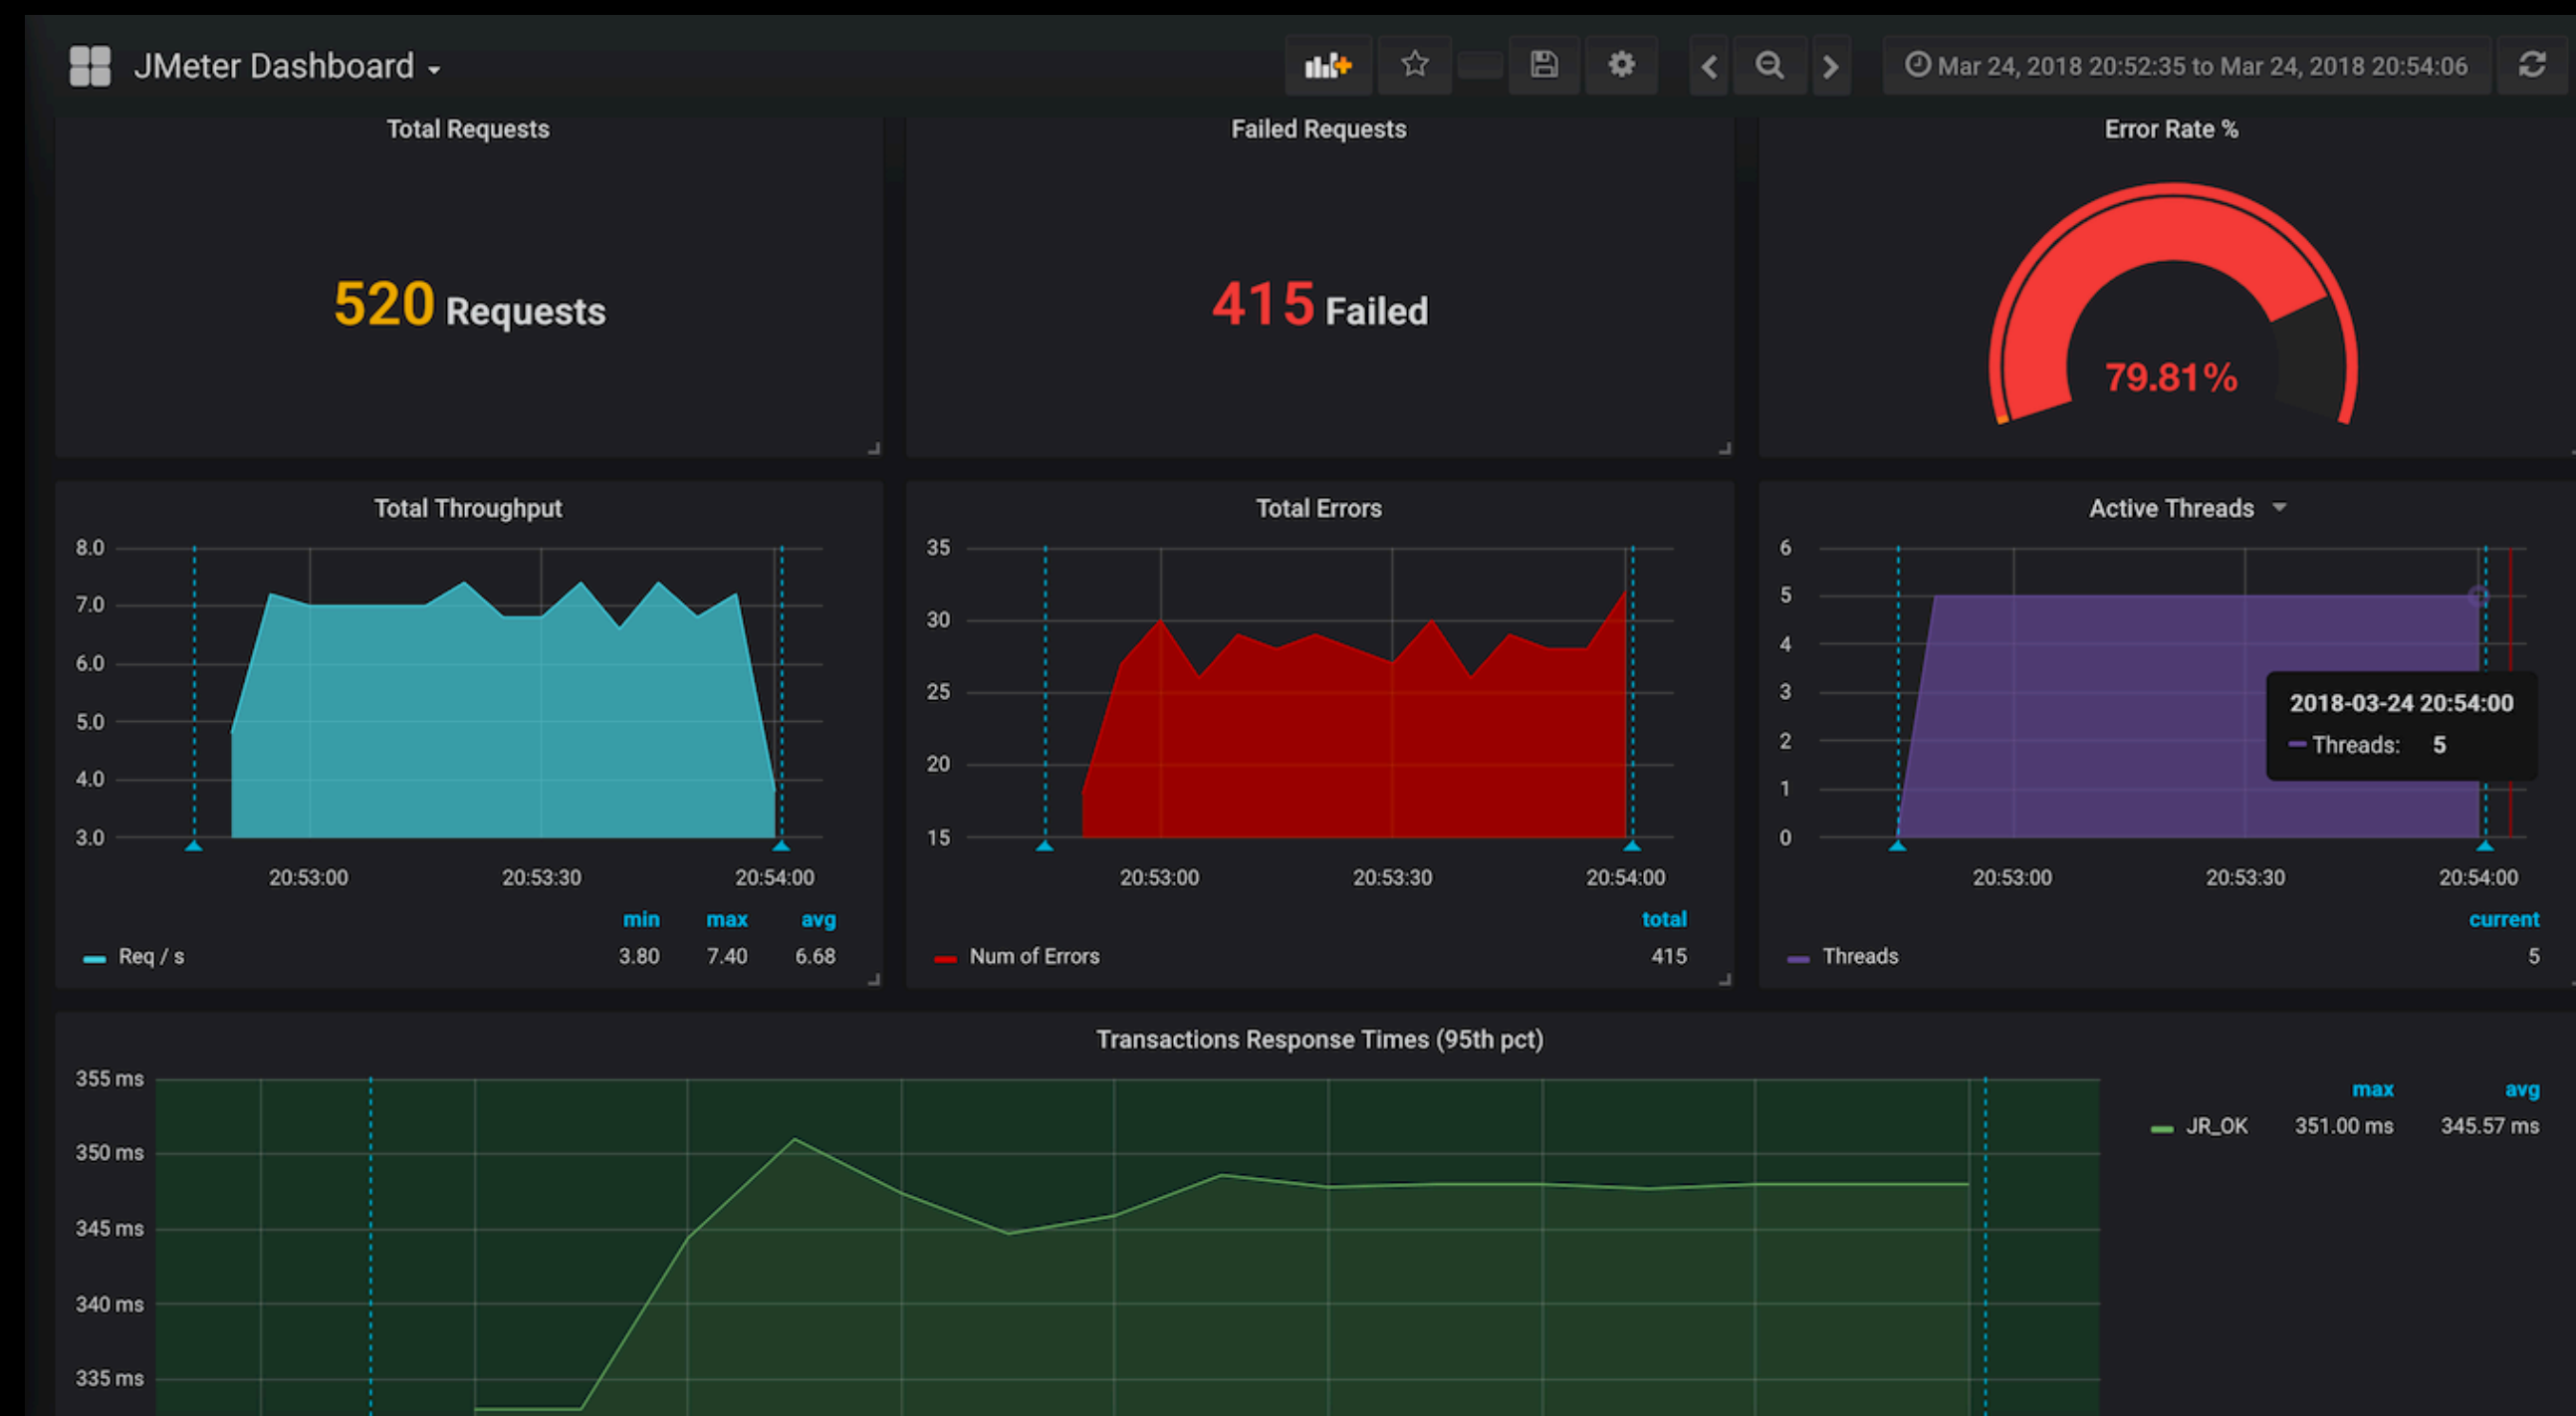 JMeter Dashboard
Mar 24, 2018 20:52:35 to Mar 24, 2018 20:54:06
Total Requests
520 Requests
Failed Requests
415 Failed
Error Rate %
79.81%
Total Throughput
8.0
7.0
6.0
5.0
4.0
3.0
20:53:00 20:53:30 20:54:00
min max avg
Req / s 3.80 7.40 6.68
Total Errors
35
30
25
20
15
20:53:00 20:53:30 20:54:00
total
Num of Errors 415
Active Threads
6
5
4
3
2
1
0
2018-03-24 20:54:00
Threads: 5
20:53:00 20:53:30 20:54:00
current
Threads 5
Transactions Response Times (95th pct)
355 ms
350 ms
345 ms
340 ms
335 ms
max avg
JR_OK 351.00 ms 345.57 ms